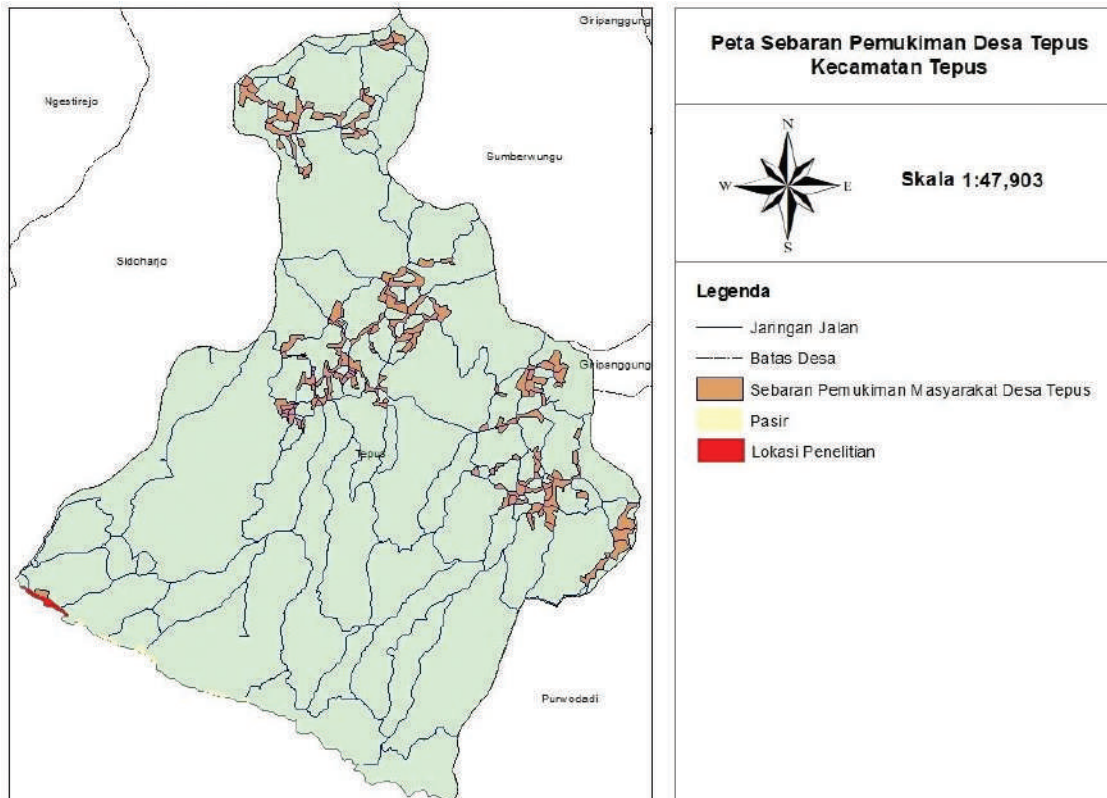 Giripanggung
Ngestirejo
Sumberwungu
Sidoharjo
Giripanggung
Tepus
Purwodadi
Peta Sebaran Pemukiman Desa Tepus
Kecamatan Tepus
N
W
E
S
Skala 1:47,903
Legenda
Jaringan Jalan
Batas Desa
Sebaran Pemukiman Masyarakat Desa Tepus
Pasir
Lokasi Penelitian